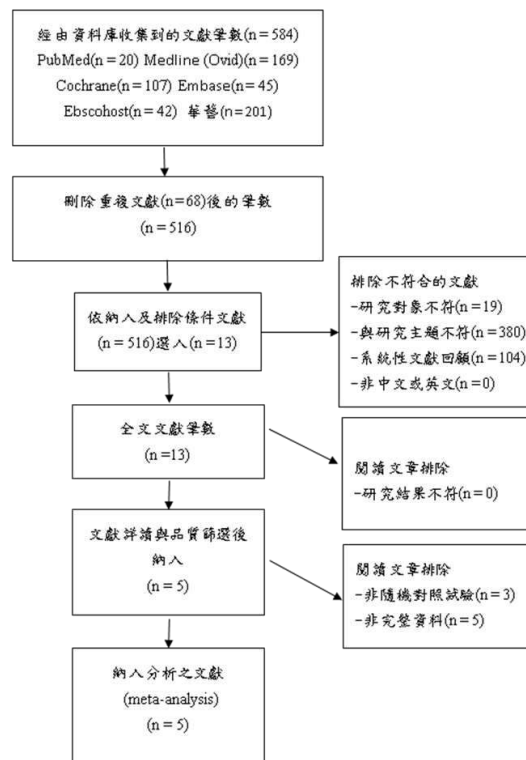 經由資料庫收集到的文獻筆數(n=584)
PubMed(n=20) Medline (Ovid)(n=169)
Cochrane(n=107) Embase(n=45)
Ebscohost(n=42) 華醫(n=201)
刪除重複文獻(n=68)後的筆數
(n=516)
依納入及排除條件文獻
(n=516)選入(n=13)
排除不符合的文獻
-研究對象不符(n=19)
-與研究主題不符(n=380)
-系統性文獻回顧(n=104)
-非中文或英文(n=0)
全文文獻筆數
(n=13)
閱讀文章排除
-研究結果不符(n=0)
文獻詳讀與品質篩選後
納入
(n=5)
閱讀文章排除
-非隨機對照試驗(n=3)
-非完整資料(n=5)
納入分析之文獻
(meta-analysis)
(n=5)